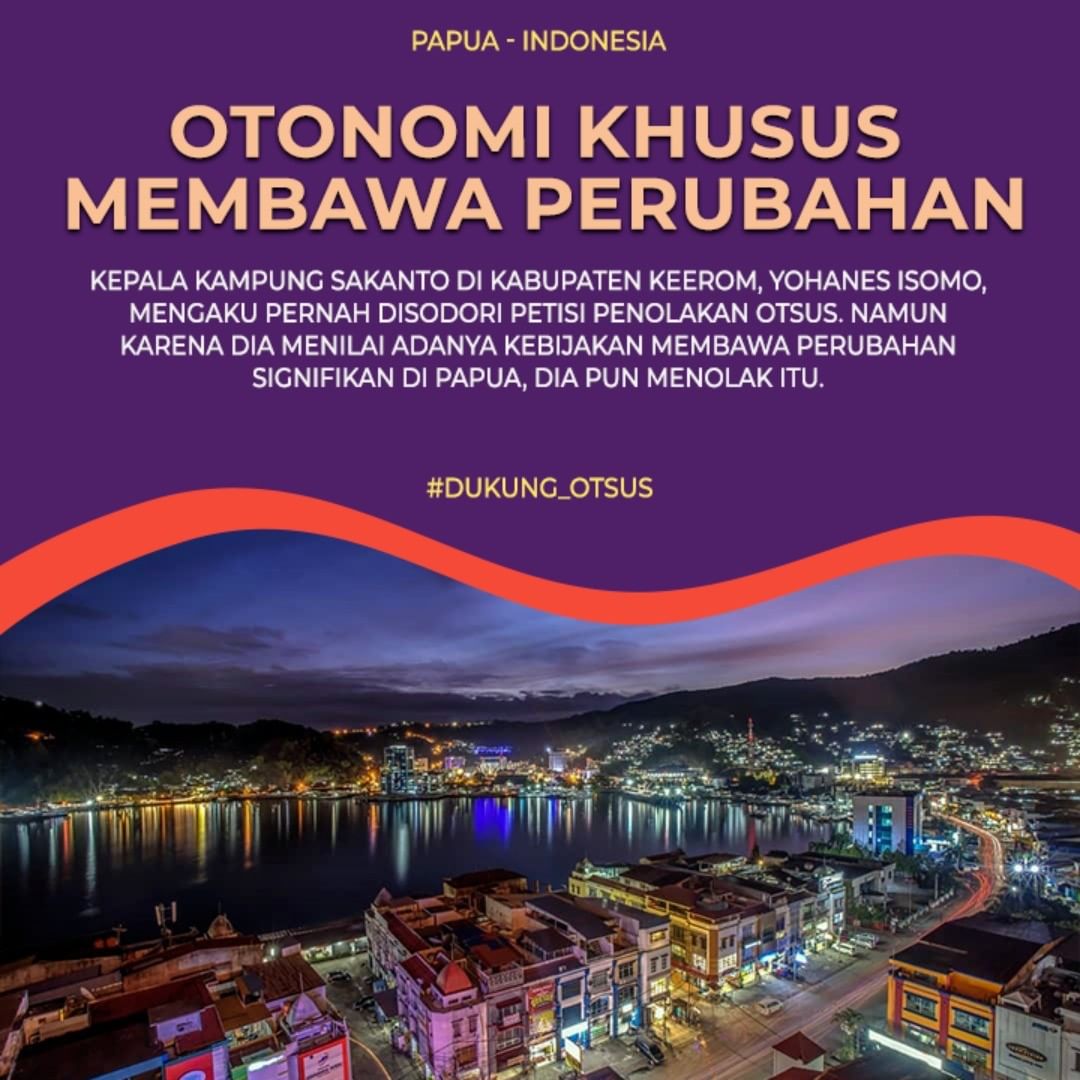 PAPUA - INDONESIA
OTONOMI KHUSUS
MEMBAWA PERUBAHAN
KEPALA KAMPUNG SAKANTO DI KABUPATEN KEEROM, YOHANES ISOMO,
MENGAKU PERNAH DISODORI PETISI PENOLAKAN OTSUS. NAMUN
KARENA DIA MENILAI ADANYA KEBIJAKAN MEMBAWA PERUBAHAN
SIGNIFIKAN DI PAPUA, DIA PUN MENOLAK ITU.
#DUKUNG_OTSUS